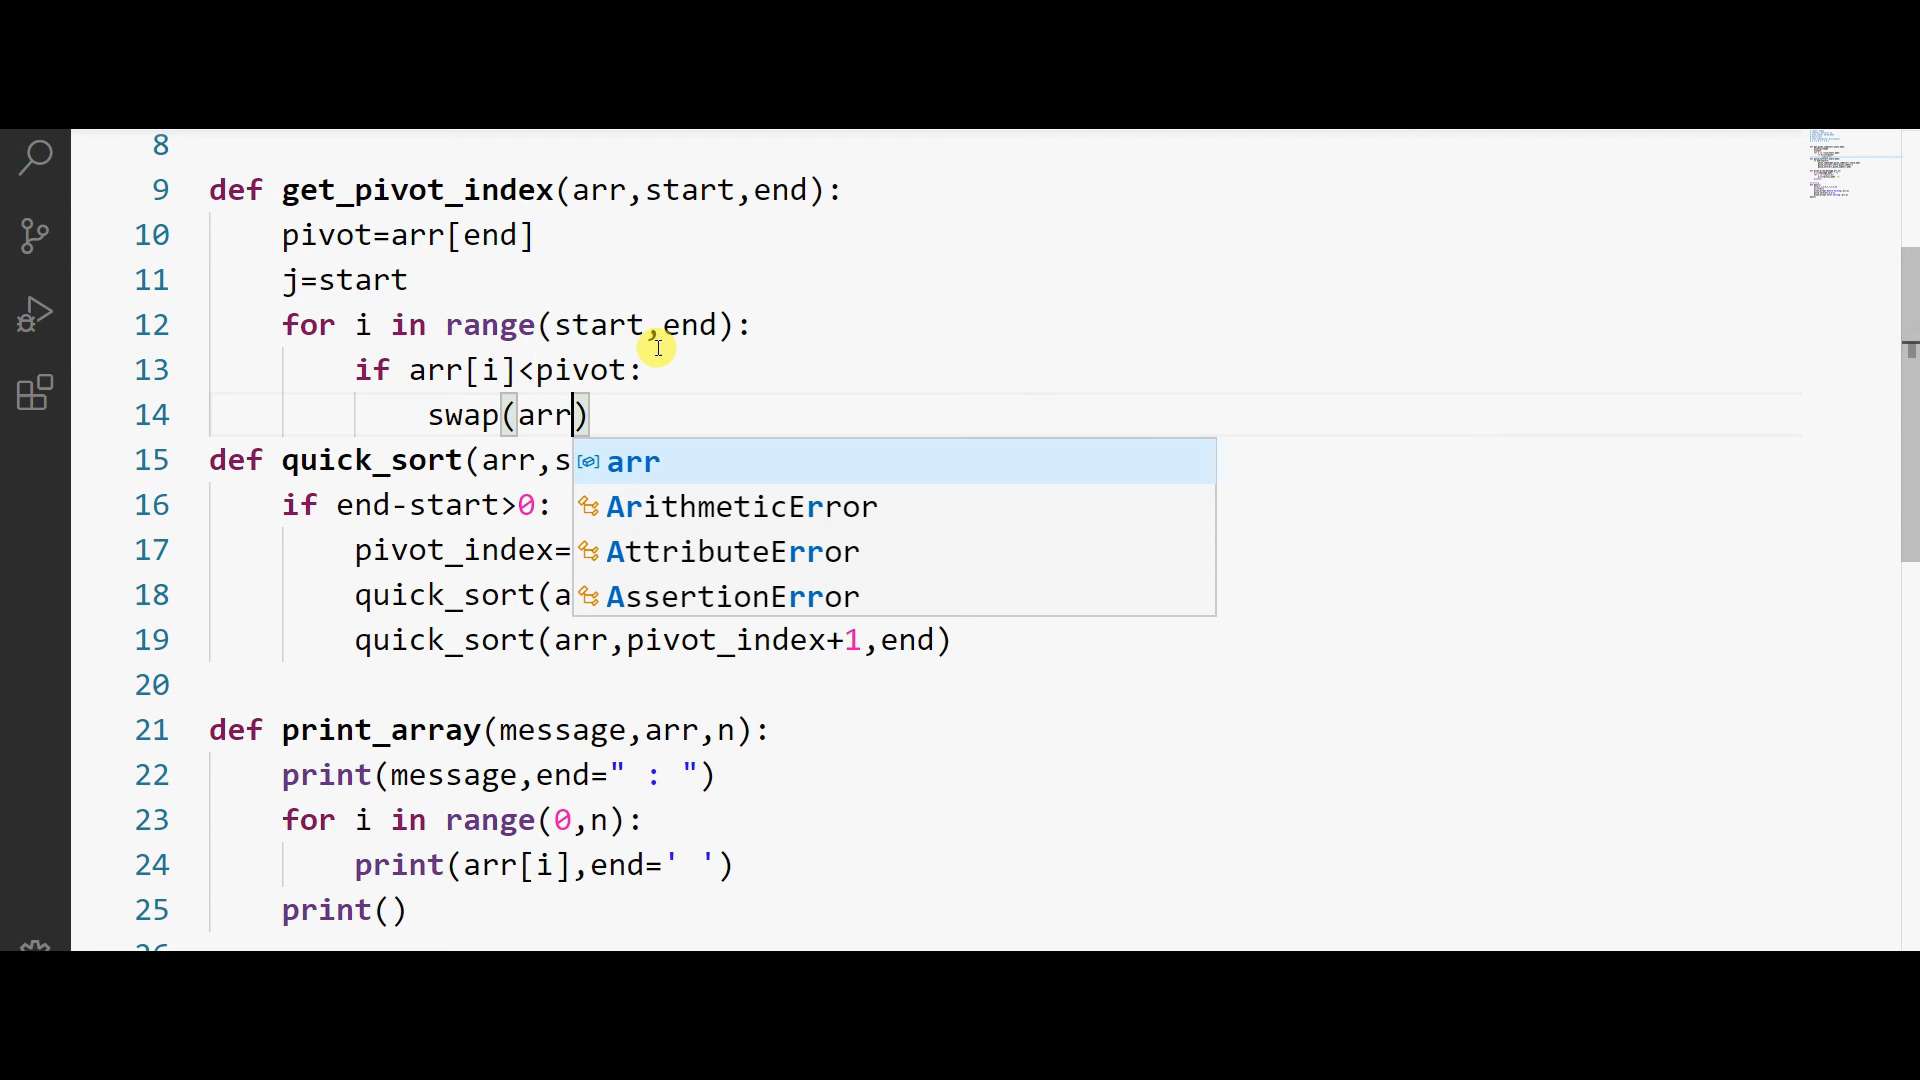 8
9 def get_pivot_index(arr,start,end):
10 pivot=arr[end]
11 j=start
12 for i in range(start,end):
13 if arr[i]<pivot:
14 swap(arr)
15 def quick_sort(arr,s
arr
16 if end-start>0:
ArithmeticError
17 pivot_index=
AttributeError
18 quick_sort(a
AssertionError
19 quick_sort(arr,pivot_index+1,end)
20
21 def print_array(message,arr,n):
22 print(message,end=" : ")
23 for i in range(0,n):
24 print(arr[i],end=' ')
25 print()